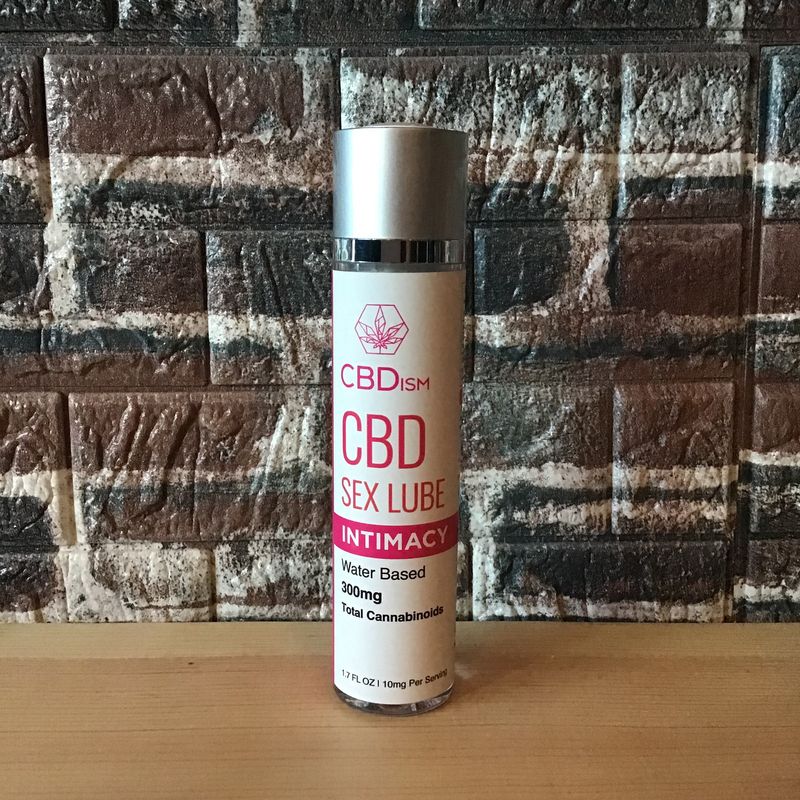 CBDISM
CBD
SEX LUBE
INTIMACY
Water Based
300mg
Total Cannabinoids
1.7 FL OZ | 10mg Per Serving